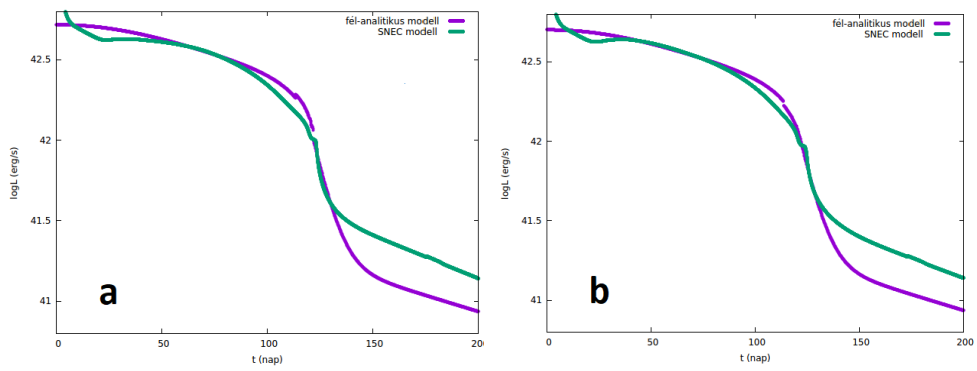 fél-analitikus modell
SNEC modell
42.5
42
41.5
41
logL (erg/s)
a
0
50
100
150
200
t (nap)
fél-analitikus modell
SNEC modell
42.5
42
41.5
41
logL (erg/s)
b
0
50
100
150
200
t (nap)